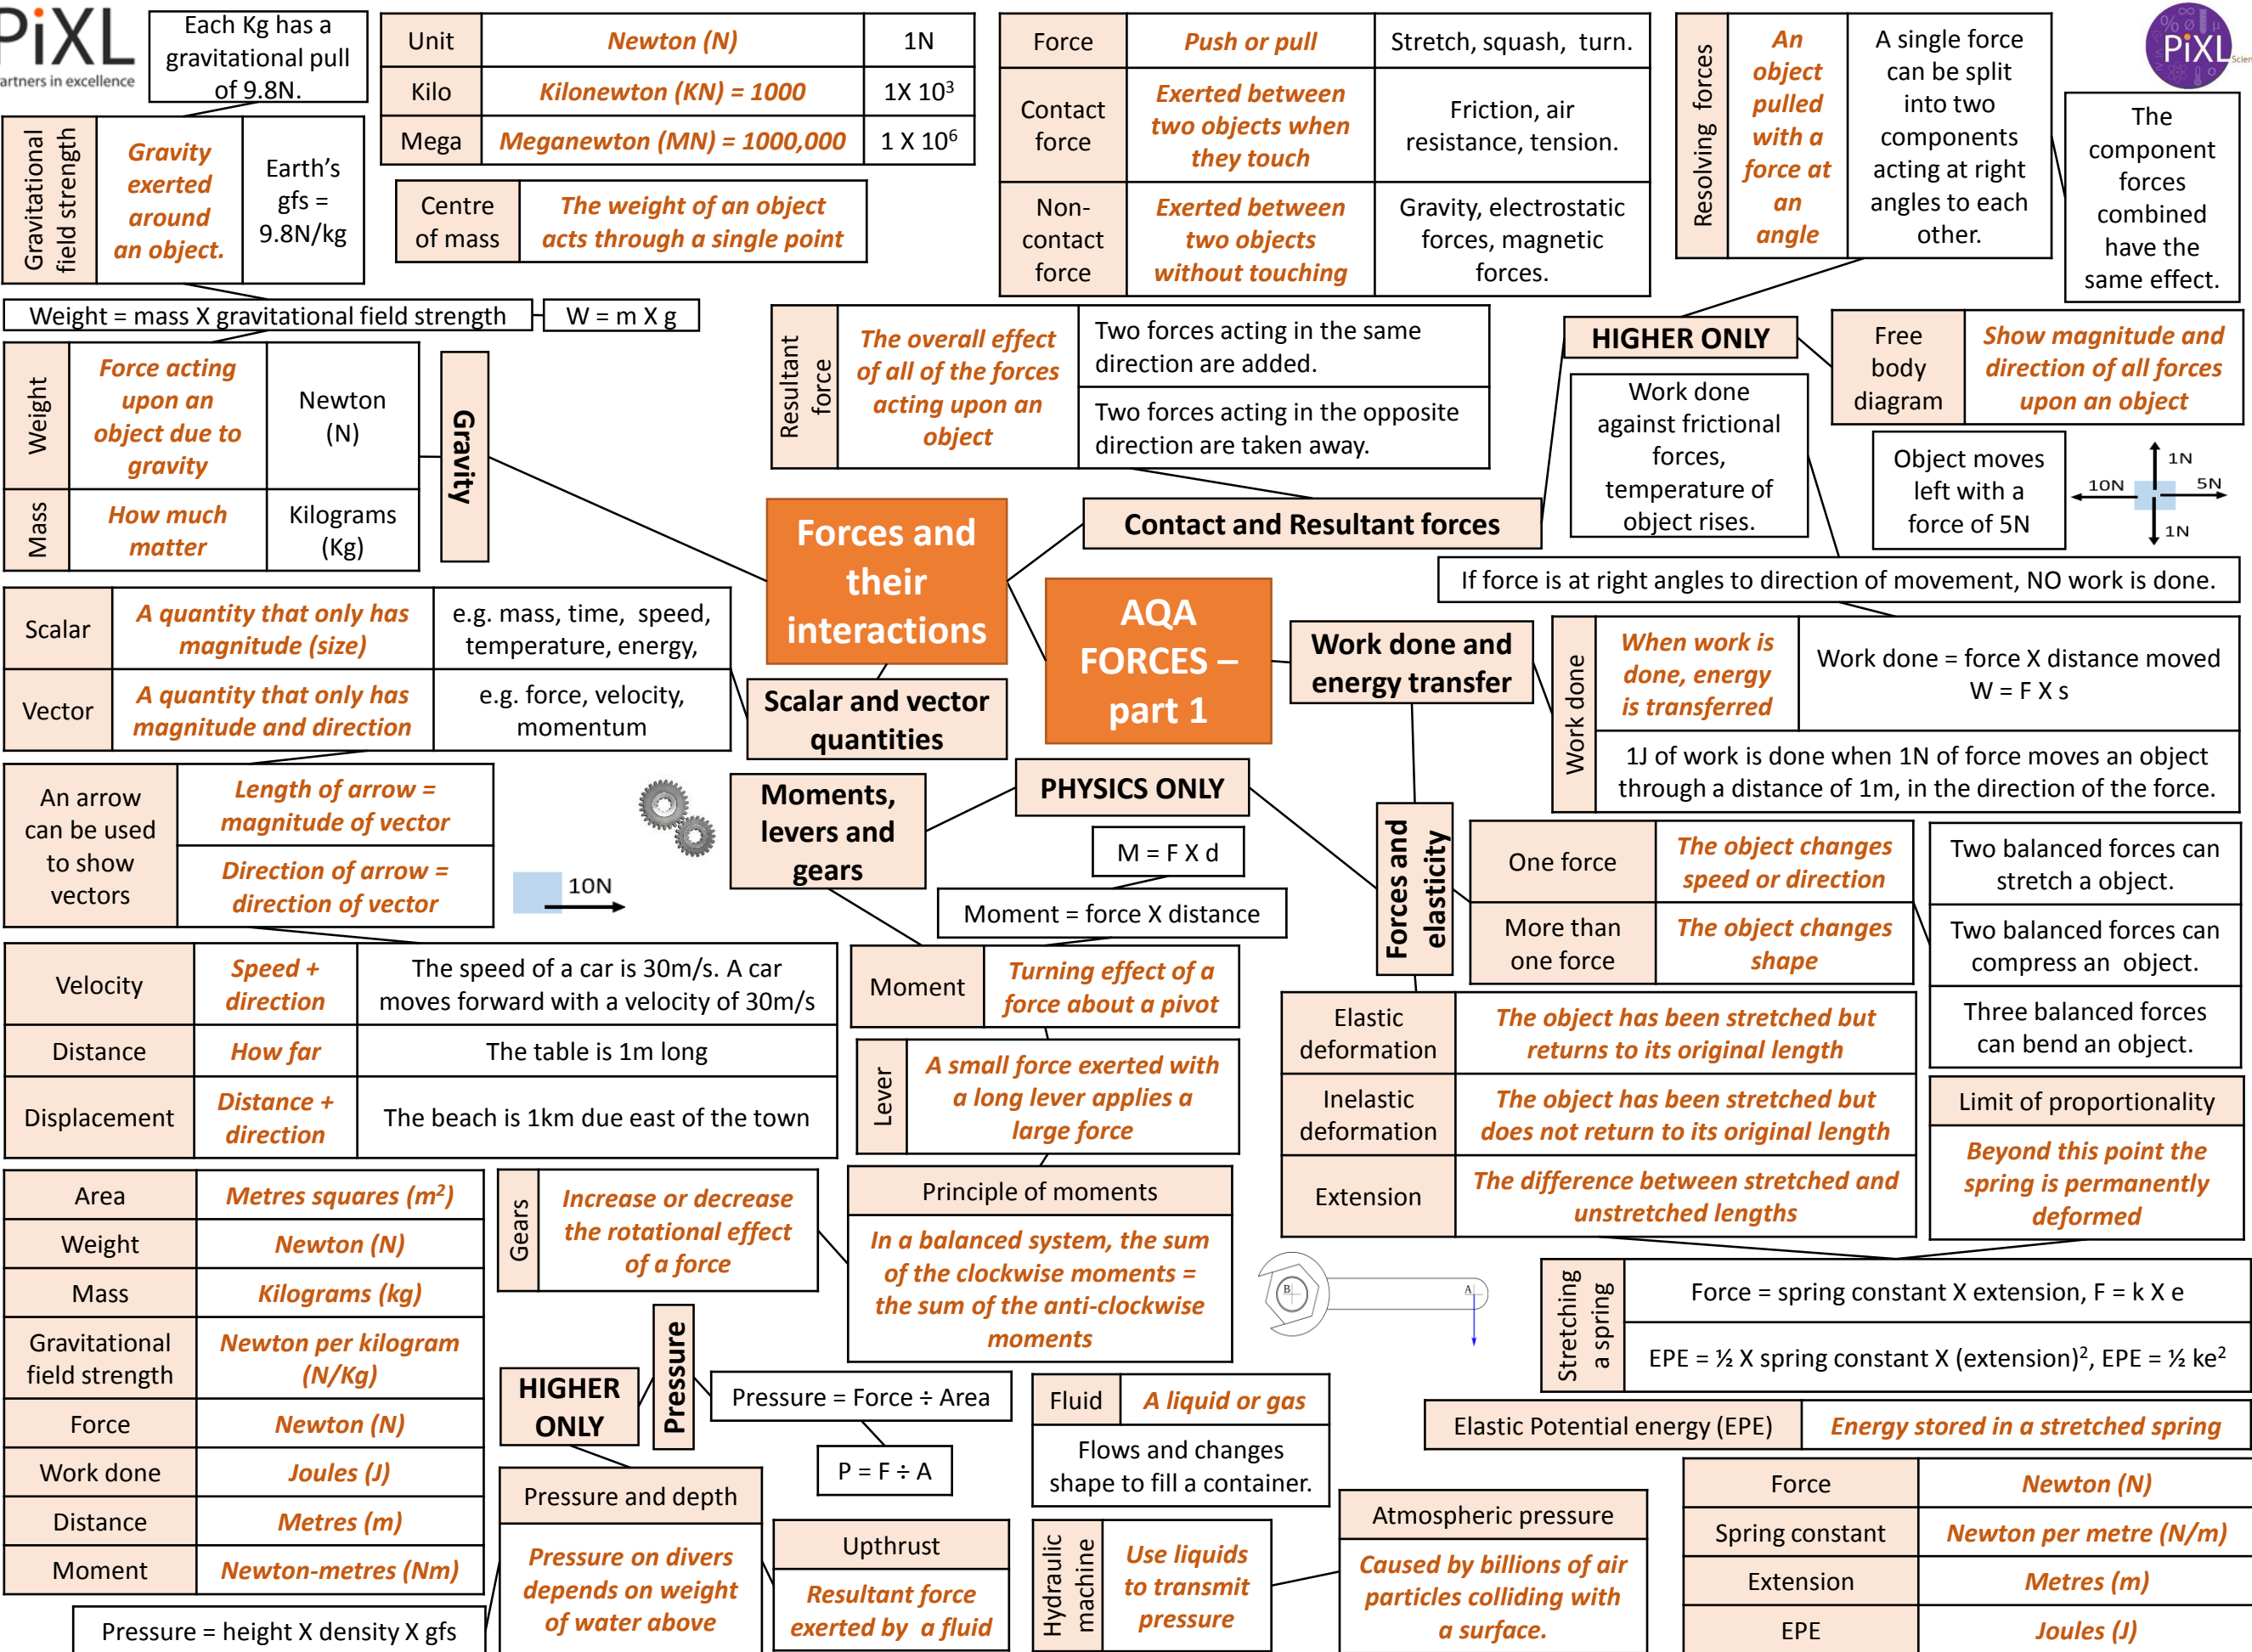 PiXL
artners in excellence
Each Kg has a
gravitational pull
of 9.8N.
Gravitational
field strength
Gravity
exerted
around
an object.
Earth's
gfs =
9.8N/kg
Unit
Newton (N)
1N
Kilo
Kilonewton (KN) = 1000
1X 10³
Mega
Meganewton (MN) = 1000,000
1 X 10⁶
Centre
of mass
The weight of an object
acts through a single point
Force
Push or pull
Stretch, squash, turn.
Contact
force
Exerted between
two objects when
they touch
Friction, air
resistance, tension.
Non-
contact
force
Exerted between
two objects
without touching
Gravity, electrostatic
forces, magnetic
forces.
Resolving forces
An
object
pulled
with a
force at
an
angle
A single force
can be split
into two
components
acting at right
angles to each
other.
PiXL
Scien
The
component
forces
combined
have the
same effect.
Weight = mass X gravitational field strength
W = m X g
Weight
Force acting
upon an
object due to
gravity
Newton
(N)
Mass
How much
matter
Kilograms
(Kg)
Gravity
Resultant
force
The overall effect
of all of the forces
acting upon an
object
Two forces acting in the same
direction are added.
Two forces acting in the opposite
direction are taken away.
HIGHER ONLY
Free
body
diagram
Show magnitude and
direction of all forces
upon an object
Work done
against frictional
forces,
temperature of
object rises.
Object moves
left with a
force of 5N
1N
10N
5N
1N
Forces and
their
interactions
Contact and Resultant forces
If force is at right angles to direction of movement, NO work is done.
AQA
FORCES –
part 1
Scalar
A quantity that only has
magnitude (size)
e.g. mass, time, speed,
temperature, energy,
Vector
A quantity that only has
magnitude and direction
e.g. force, velocity,
momentum
Scalar and vector
quantities
Work done and
energy transfer
Work done
When work is
done, energy
is transferred
Work done = force X distance moved
W = F X s
1J of work is done when 1N of force moves an object
through a distance of 1m, in the direction of the force.
An arrow
can be used
to show
vectors
Length of arrow =
magnitude of vector
Direction of arrow =
direction of vector
10N
Moments,
levers and
gears
PHYSICS ONLY
M = F X d
Moment = force X distance
Forces and
elasticity
One force
The object changes
speed or direction
More than
one force
The object changes
shape
Two balanced forces can
stretch a object.
Two balanced forces can
compress an object.
Three balanced forces
can bend an object.
Velocity
Speed +
direction
The speed of a car is 30m/s. A car
moves forward with a velocity of 30m/s
Distance
How far
The table is 1m long
Displacement
Distance +
direction
The beach is 1km due east of the town
Moment
Turning effect of a
force about a pivot
Lever
A small force exerted with
a long lever applies a
large force
Elastic
deformation
The object has been stretched but
returns to its original length
Inelastic
deformation
The object has been stretched but
does not return to its original length
Extension
The difference between stretched and
unstretched lengths
Limit of proportionality
Beyond this point the
spring is permanently
deformed
Area
Metres squares (m²)
Weight
Newton (N)
Mass
Kilograms (kg)
Gravitational
field strength
Newton per kilogram
(N/Kg)
Force
Newton (N)
Work done
Joules (J)
Distance
Metres (m)
Moment
Newton-metres (Nm)
Gears
Increase or decrease
the rotational effect
of a force
Principle of moments
In a balanced system, the sum
of the clockwise moments =
the sum of the anti-clockwise
moments
B
A
Stretching
a spring
Force = spring constant X extension, F = k X e
EPE = ½ X spring constant X (extension)², EPE = ½ ke²
HIGHER
ONLY
Pressure
Pressure = Force ÷ Area
P = F ÷ A
Fluid
A liquid or gas
Flows and changes
shape to fill a container.
Elastic Potential energy (EPE)
Energy stored in a stretched spring
Pressure and depth
Pressure on divers
depends on weight
of water above
Upthrust
Resultant force
exerted by a fluid
Hydraulic
machine
Use liquids
to transmit
pressure
Atmospheric pressure
Caused by billions of air
particles colliding with
a surface.
Force
Newton (N)
Spring constant
Newton per metre (N/m)
Extension
Metres (m)
EPE
Joules (J)
Pressure = height X density X gfs